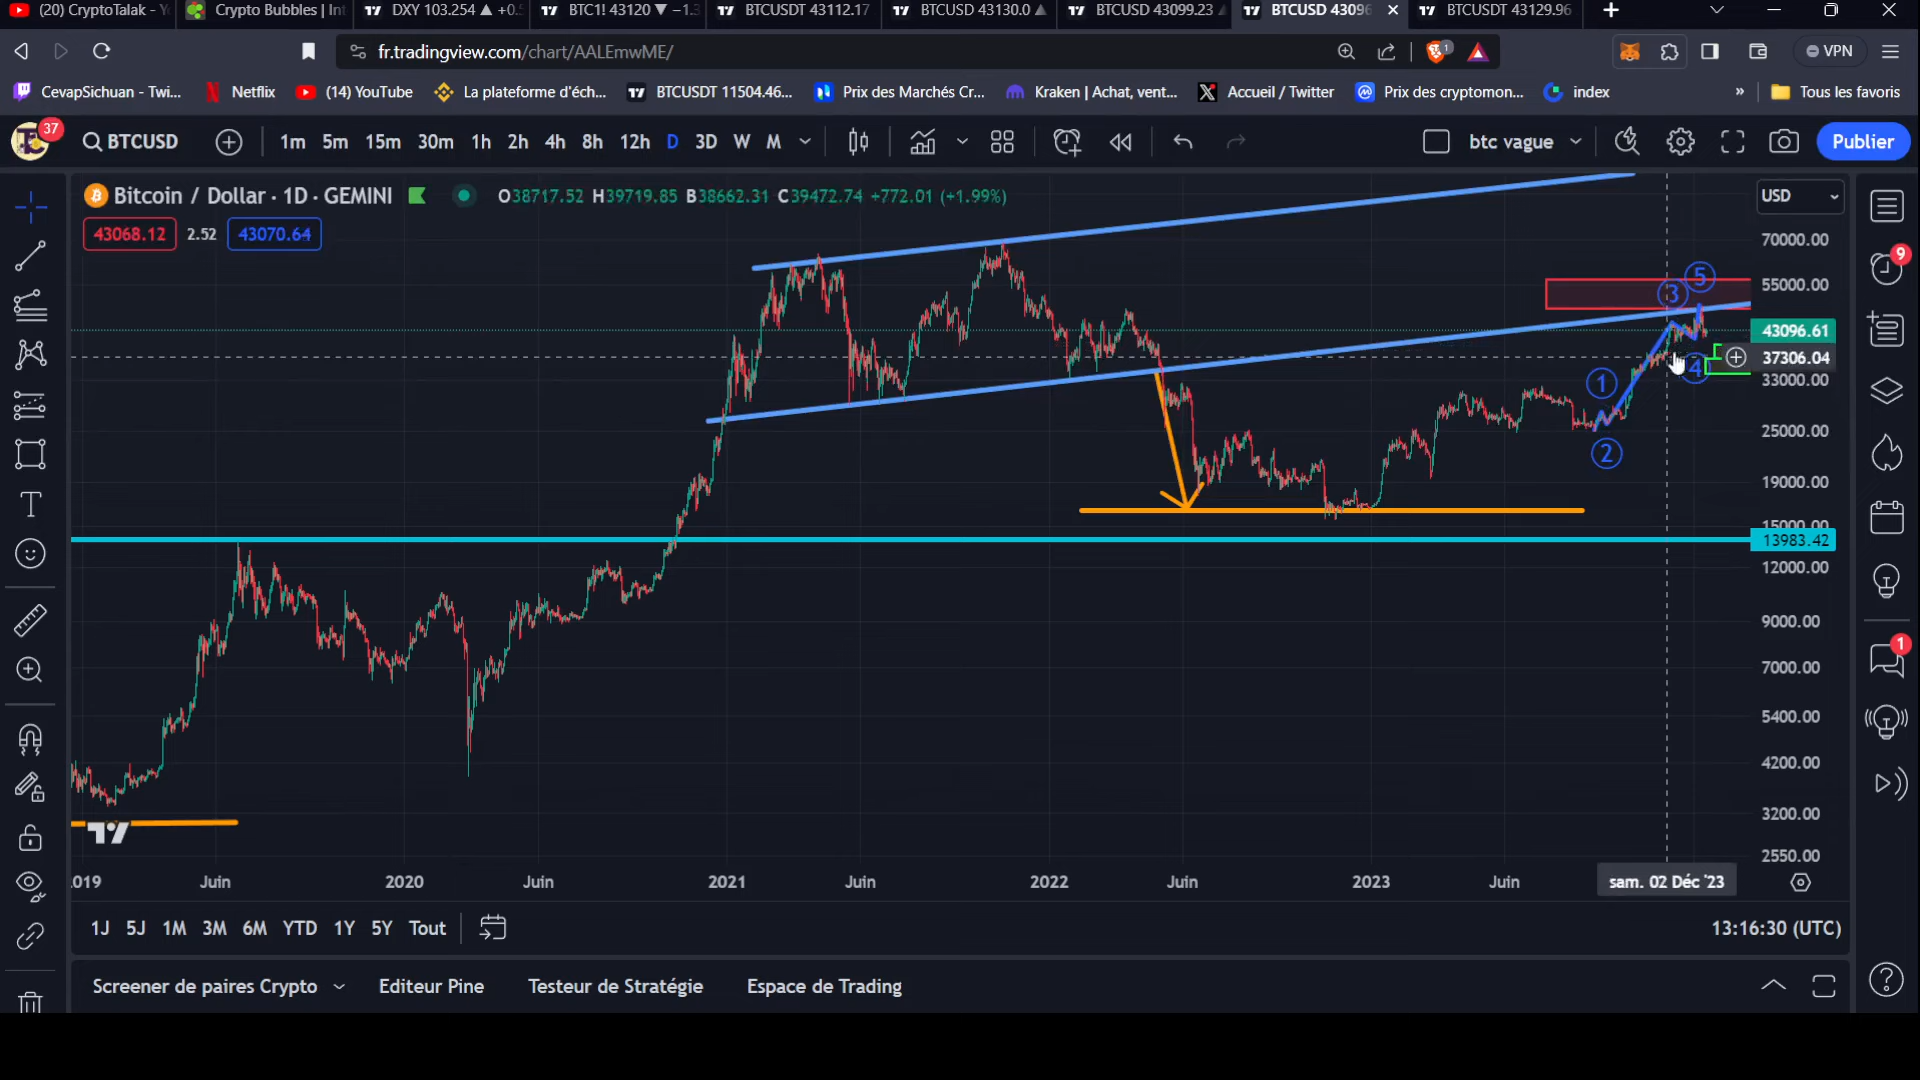 (20) CryptoTalak - Y
Crypto Bubbles | Int
DXY 103.254 ▲ +0.
BTC1! 43120 ▼ −1.3
BTCUSDT 43112.17
BTCUSD 43130.0 ▲
BTCUSD 43099.23
BTCUSD 43096
BTCUSDT 43129.96
fr.tradingview.com/chart/AALEmwME/
1
VPN
CevapSichuan - Twi...
Netflix
(14) YouTube
La plateforme d'éch...
BTCUSDT 11504.46...
Prix des Marchés Cr...
Kraken | Achat, vent...
Accueil / Twitter
Prix des cryptomon...
index
»
Tous les favoris
37
BTCUSD
1m 5m 15m 30m 1h 2h 4h 8h 12h D 3D W M
btc vague
Publier
Bitcoin / Dollar · 1D · GEMINI
O38717.52 H39719.85 B38662.31 C39472.74 +772.01 (+1.99%)
USD
43068.12 2.52 43070.64
70000.00
9
5
55000.00
3
43096.61
37306.04
4
33000.00
1
25000.00
2
19000.00
15000.00
13983.42
12000.00
9000.00
1
7000.00
5400.00
4200.00
3200.00
2550.00
2019 Juin 2020 Juin 2021 Juin 2022 Juin 2023 Juin sam. 02 Déc '23
1J 5J 1M 3M 6M YTD 1Y 5Y Tout
13:16:30 (UTC)
Screener de paires Crypto
Editeur Pine
Testeur de Stratégie
Espace de Trading